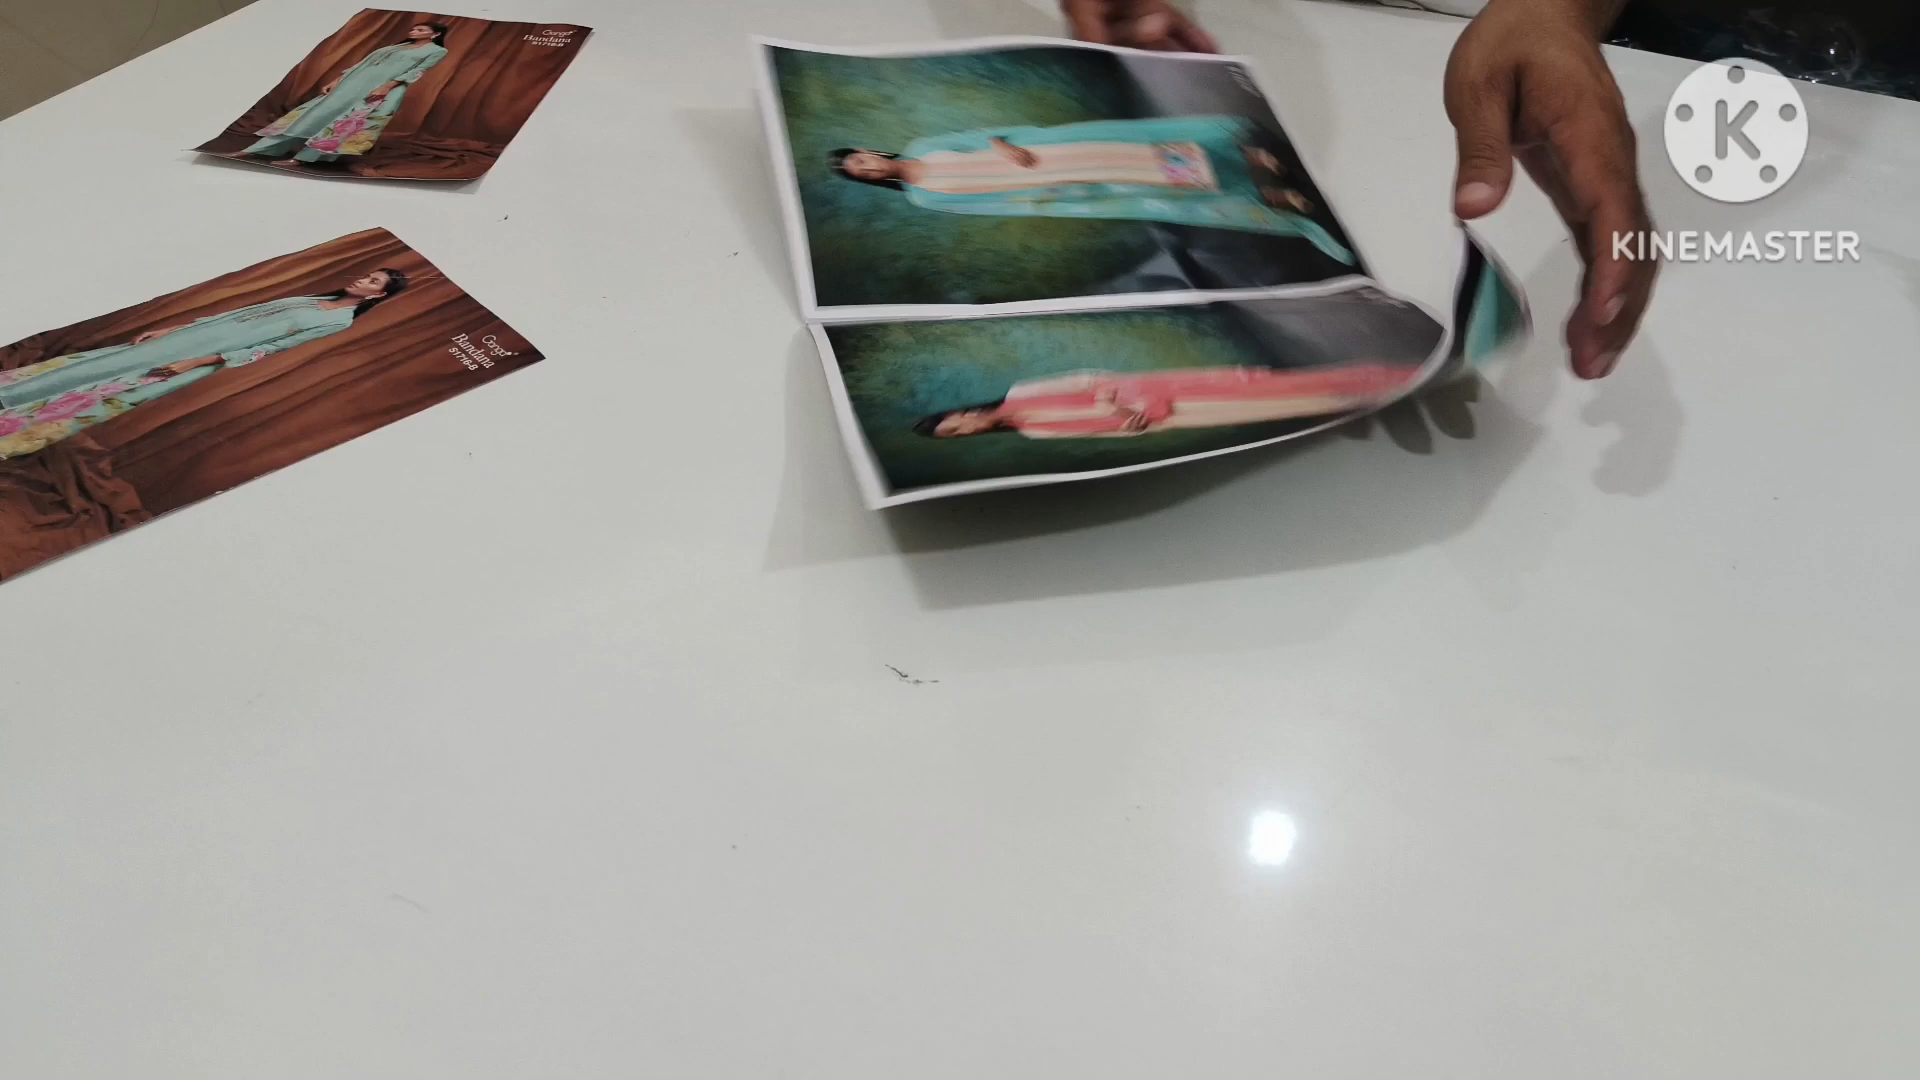 Ganga
Bandana
S1716-B
Ganga
Bandana
S1716-B
K
KINEMASTER